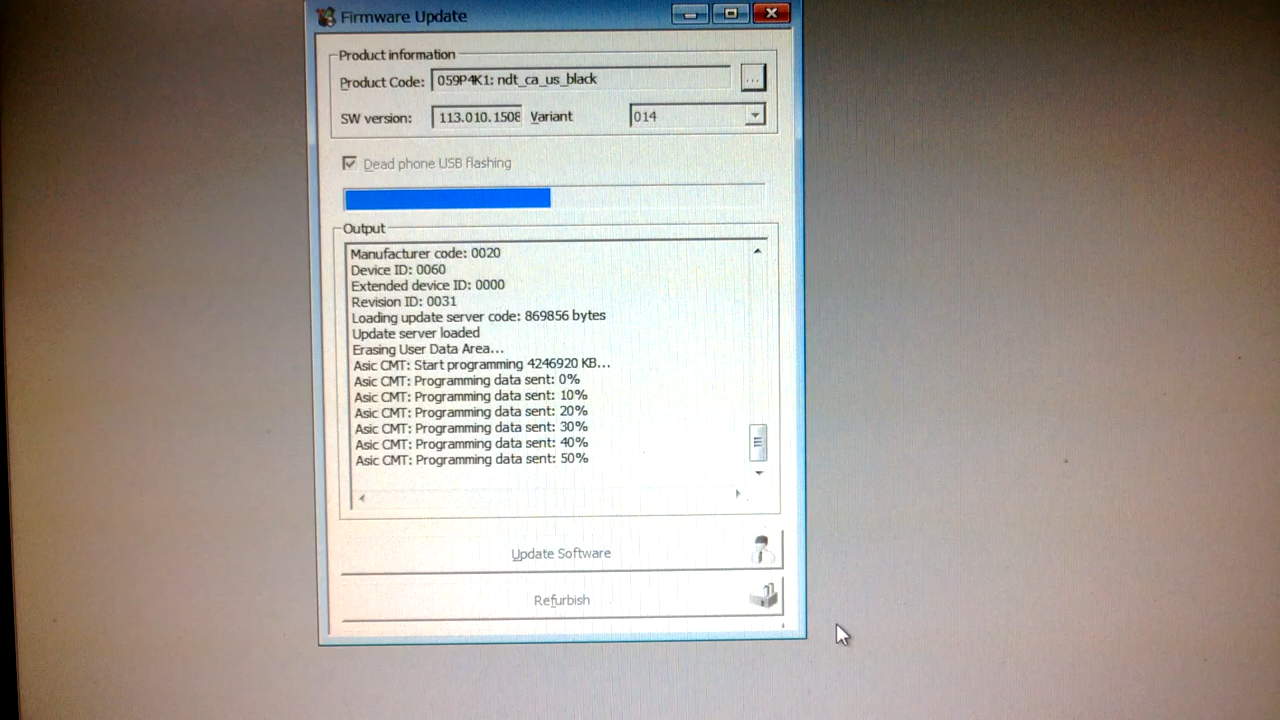 Firmware Update
Product information
Product Code: 059P4K1: ndt_ca_us_black ...
SW version: 113.010.1508 Variant 014
Dead phone USB flashing
Output
Manufacturer code: 0020
Device ID: 0060
Extended device ID: 0000
Revision ID: 0031
Loading update server code: 869856 bytes
Update server loaded
Erasing User Data Area...
Asic CMT: Start programming 4246920 KB...
Asic CMT: Programming data sent: 0%
Asic CMT: Programming data sent: 10%
Asic CMT: Programming data sent: 20%
Asic CMT: Programming data sent: 30%
Asic CMT: Programming data sent: 40%
Asic CMT: Programming data sent: 50%
Update Software
Refurbish